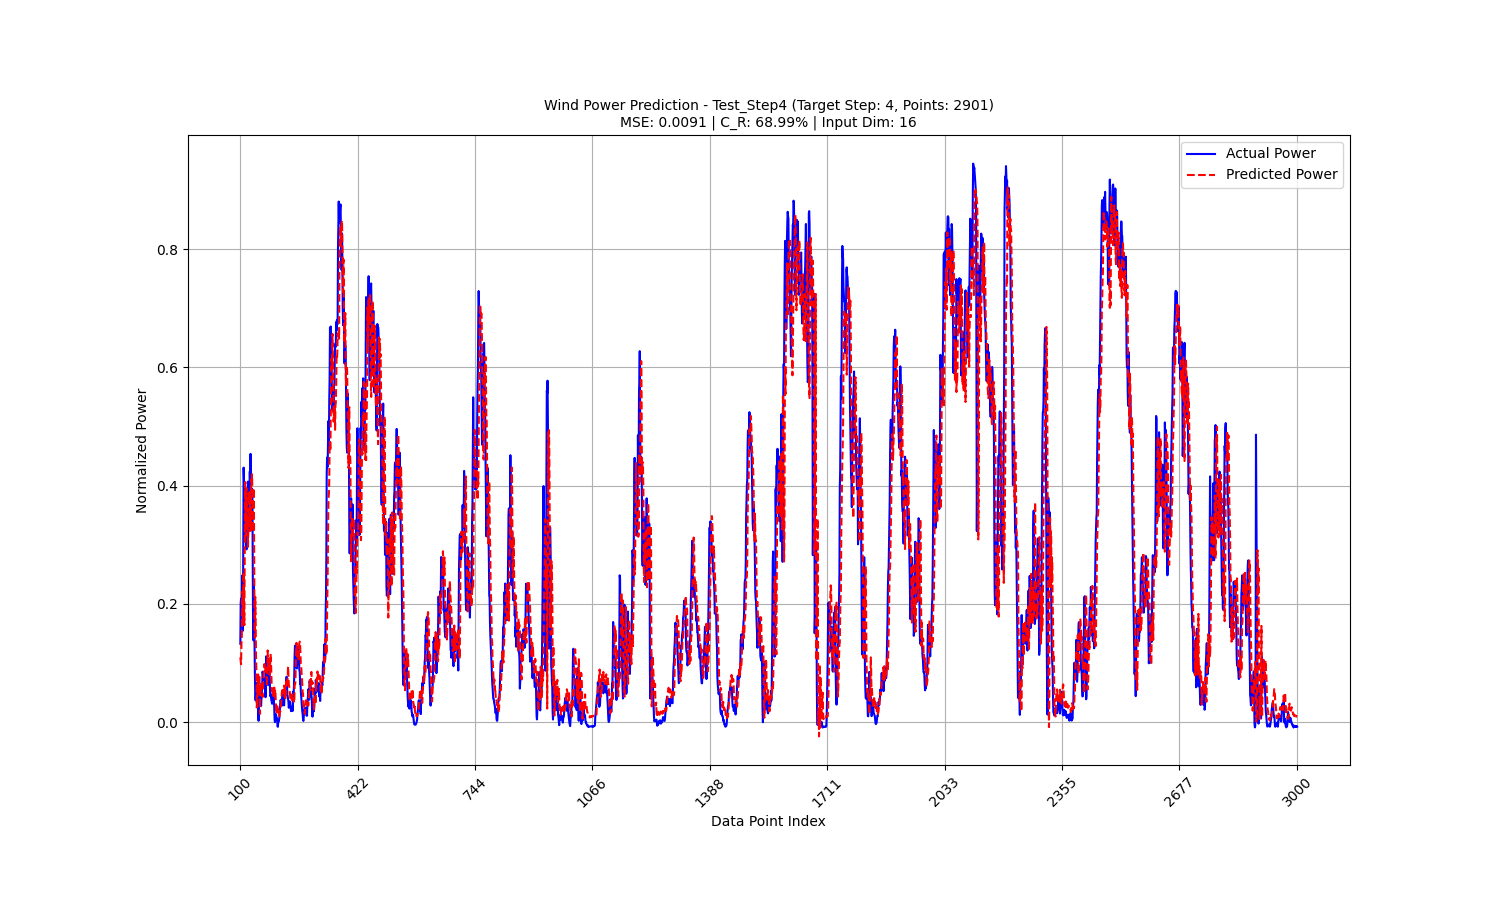 Wind Power Prediction - Test_Step4 (Target Step: 4, Points: 2901)
MSE: 0.0091 | C_R: 68.99% | Input Dim: 16
Actual Power
Predicted Power
Normalized Power
0.8
0.6
0.4
0.2
0.0
100
422
744
1066
1388
1711
2033
2355
2677
3000
Data Point Index